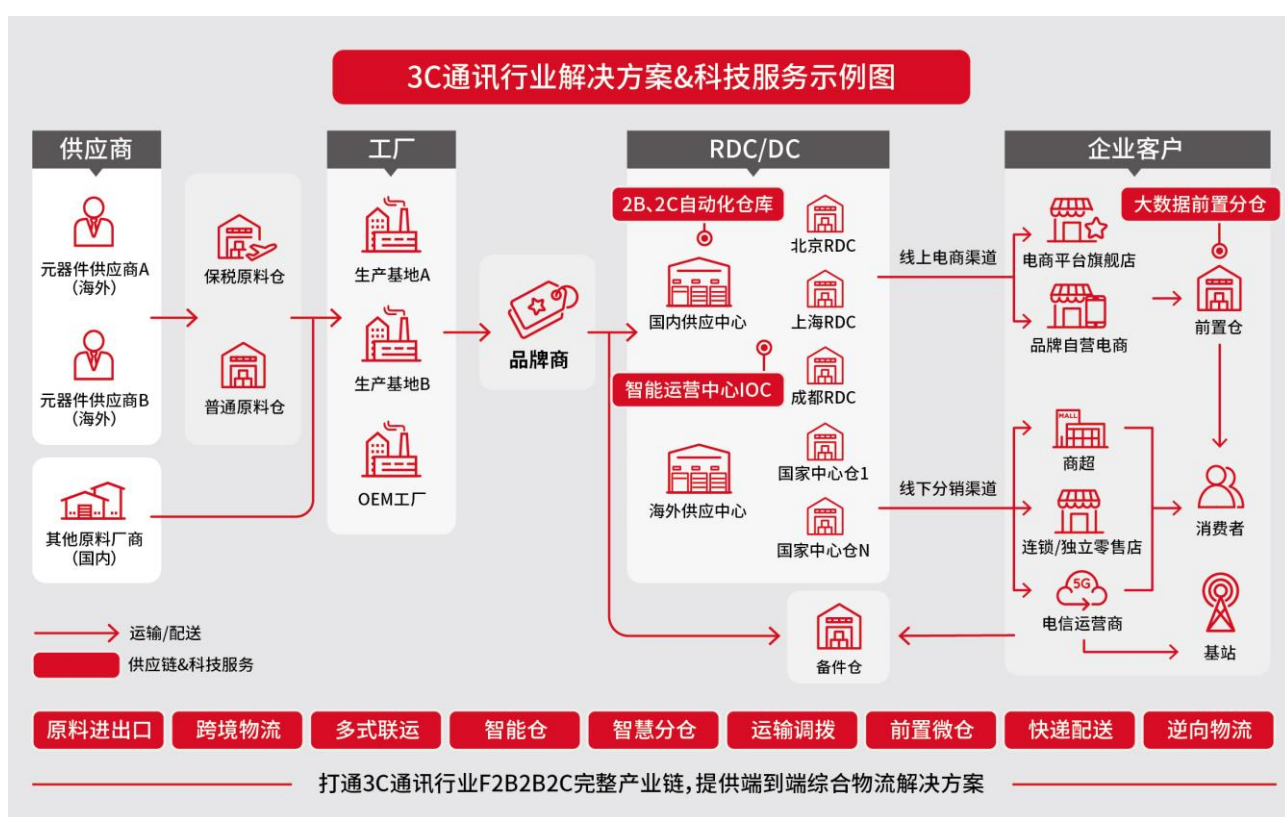 3C通讯行业解决方案&科技服务示例图
供应商
工厂
RDC/DC
企业客户
元器件供应商A
(海外)
元器件供应商B
(海外)
其他原料厂商
(国内)
保税原料仓
普通原料仓
生产基地A
生产基地B
OEM工厂
品牌商
2B、2C自动化仓库
国内供应中心
智能运营中心IOC
海外供应中心
北京RDC
上海RDC
成都RDC
国家中心仓1
国家中心仓N
备件仓
线上电商渠道
线下分销渠道
电商平台旗舰店
品牌自营电商
大数据前置分仓
前置仓
MALL
商超
连锁/独立零售店
5G
电信运营商
消费者
基站
运输/配送
供应链&科技服务
原料进出口
跨境物流
多式联运
智能仓
智慧分仓
运输调拨
前置微仓
快递配送
逆向物流
打通3C通讯行业F2B2B2C完整产业链,提供端到端综合物流解决方案